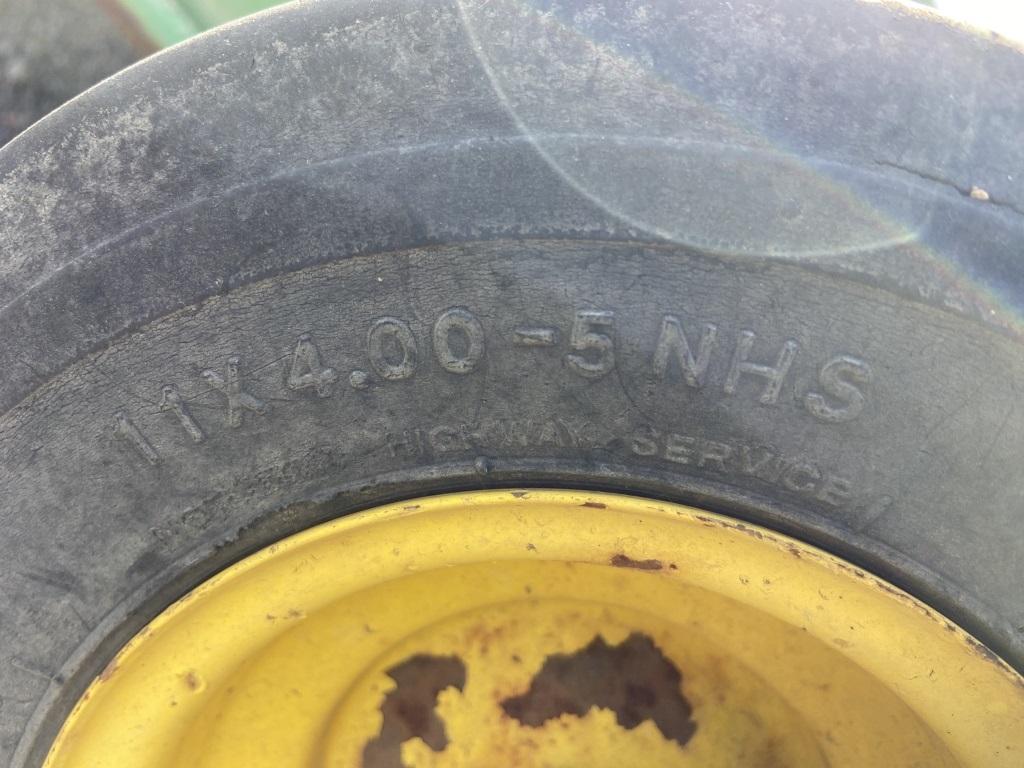 11X4.00-5 NHS
HIGHWAY SERVICE